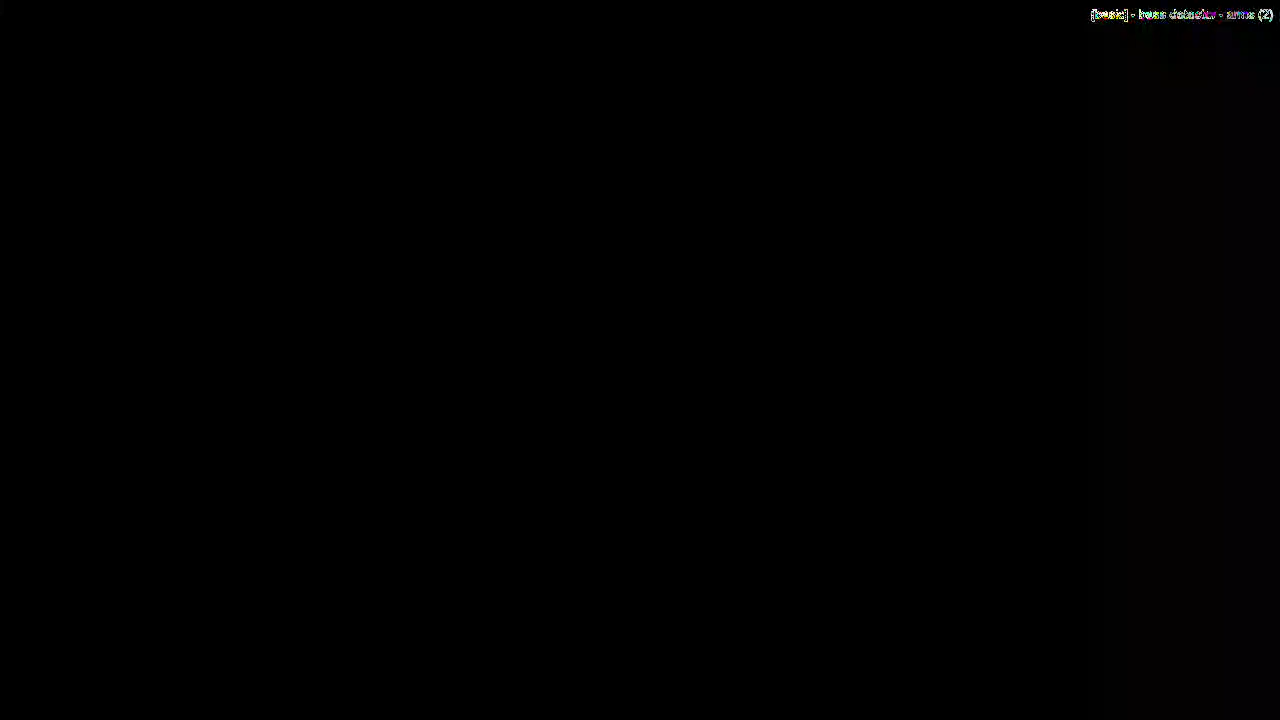 [basic] - bass detector - arms (2)